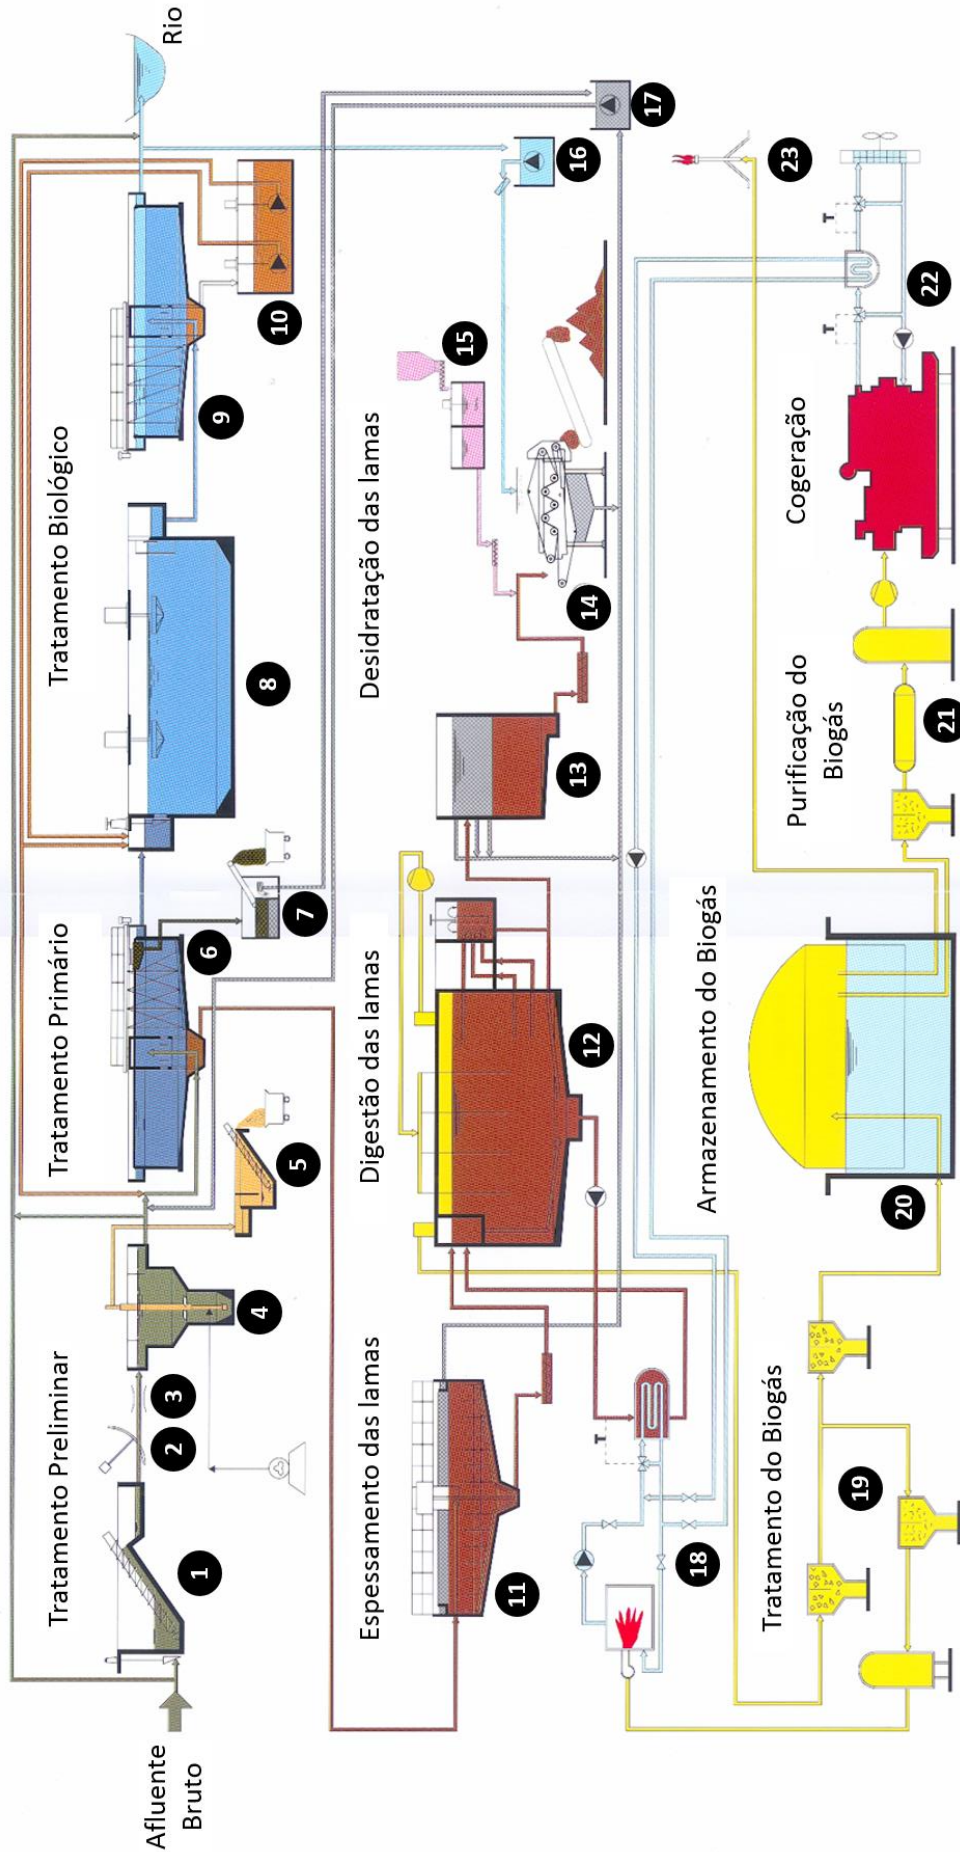 Afluente
Bruto
Tratamento Preliminar
Tratamento Primário
Tratamento Biológico
Rio
1
2
3
4
5
6
7
8
9
10
Espessamento das lamas
Digestão das lamas
Desidratação das lamas
11
12
13
14
15
16
17
T
18
Tratamento do Biogás
Armazenamento do Biogás
Purificação do
Biogás
Cogeração
19
20
21
22
23
T
T